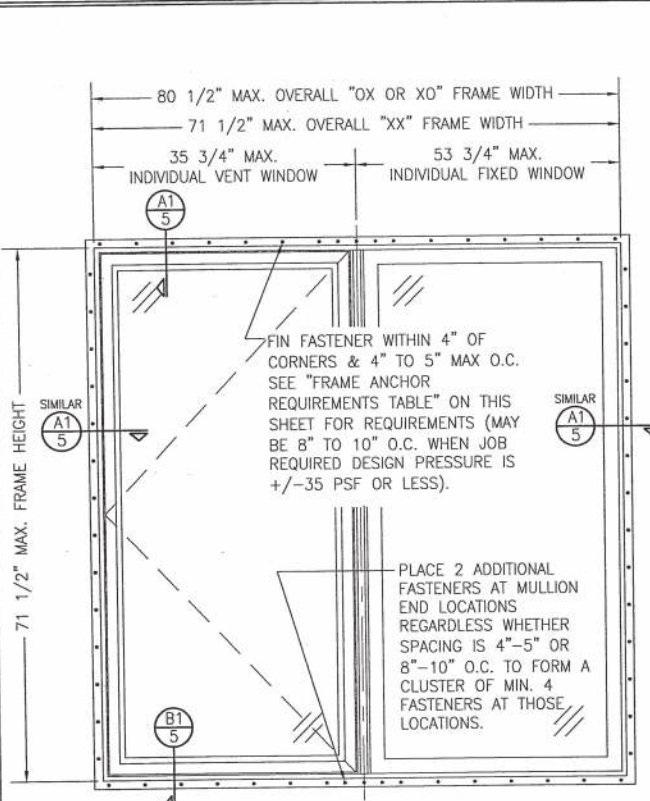 80 1/2" MAX. OVERALL "OX OR XO" FRAME WIDTH
71 1/2" MAX. OVERALL "XX" FRAME WIDTH
35 3/4" MAX.
INDIVIDUAL VENT WINDOW
53 3/4" MAX.
INDIVIDUAL FIXED WINDOW
A1
5
FIN FASTENER WITHIN 4" OF
CORNERS & 4" TO 5" MAX O.C.
SEE "FRAME ANCHOR
REQUIREMENTS TABLE" ON THIS
SHEET FOR REQUIREMENTS (MAY
BE 8" TO 10" O.C. WHEN JOB
REQUIRED DESIGN PRESSURE IS
+/-35 PSF OR LESS).
SIMILAR
A1
5
SIMILAR
A1
5
71 1/2" MAX. FRAME HEIGHT
PLACE 2 ADDITIONAL
FASTENERS AT MULLION
END LOCATIONS
REGARDLESS WHETHER
SPACING IS 4"-5" OR
8"-10" O.C. TO FORM A
CLUSTER OF MIN. 4
FASTENERS AT THOSE
LOCATIONS.
B1
5